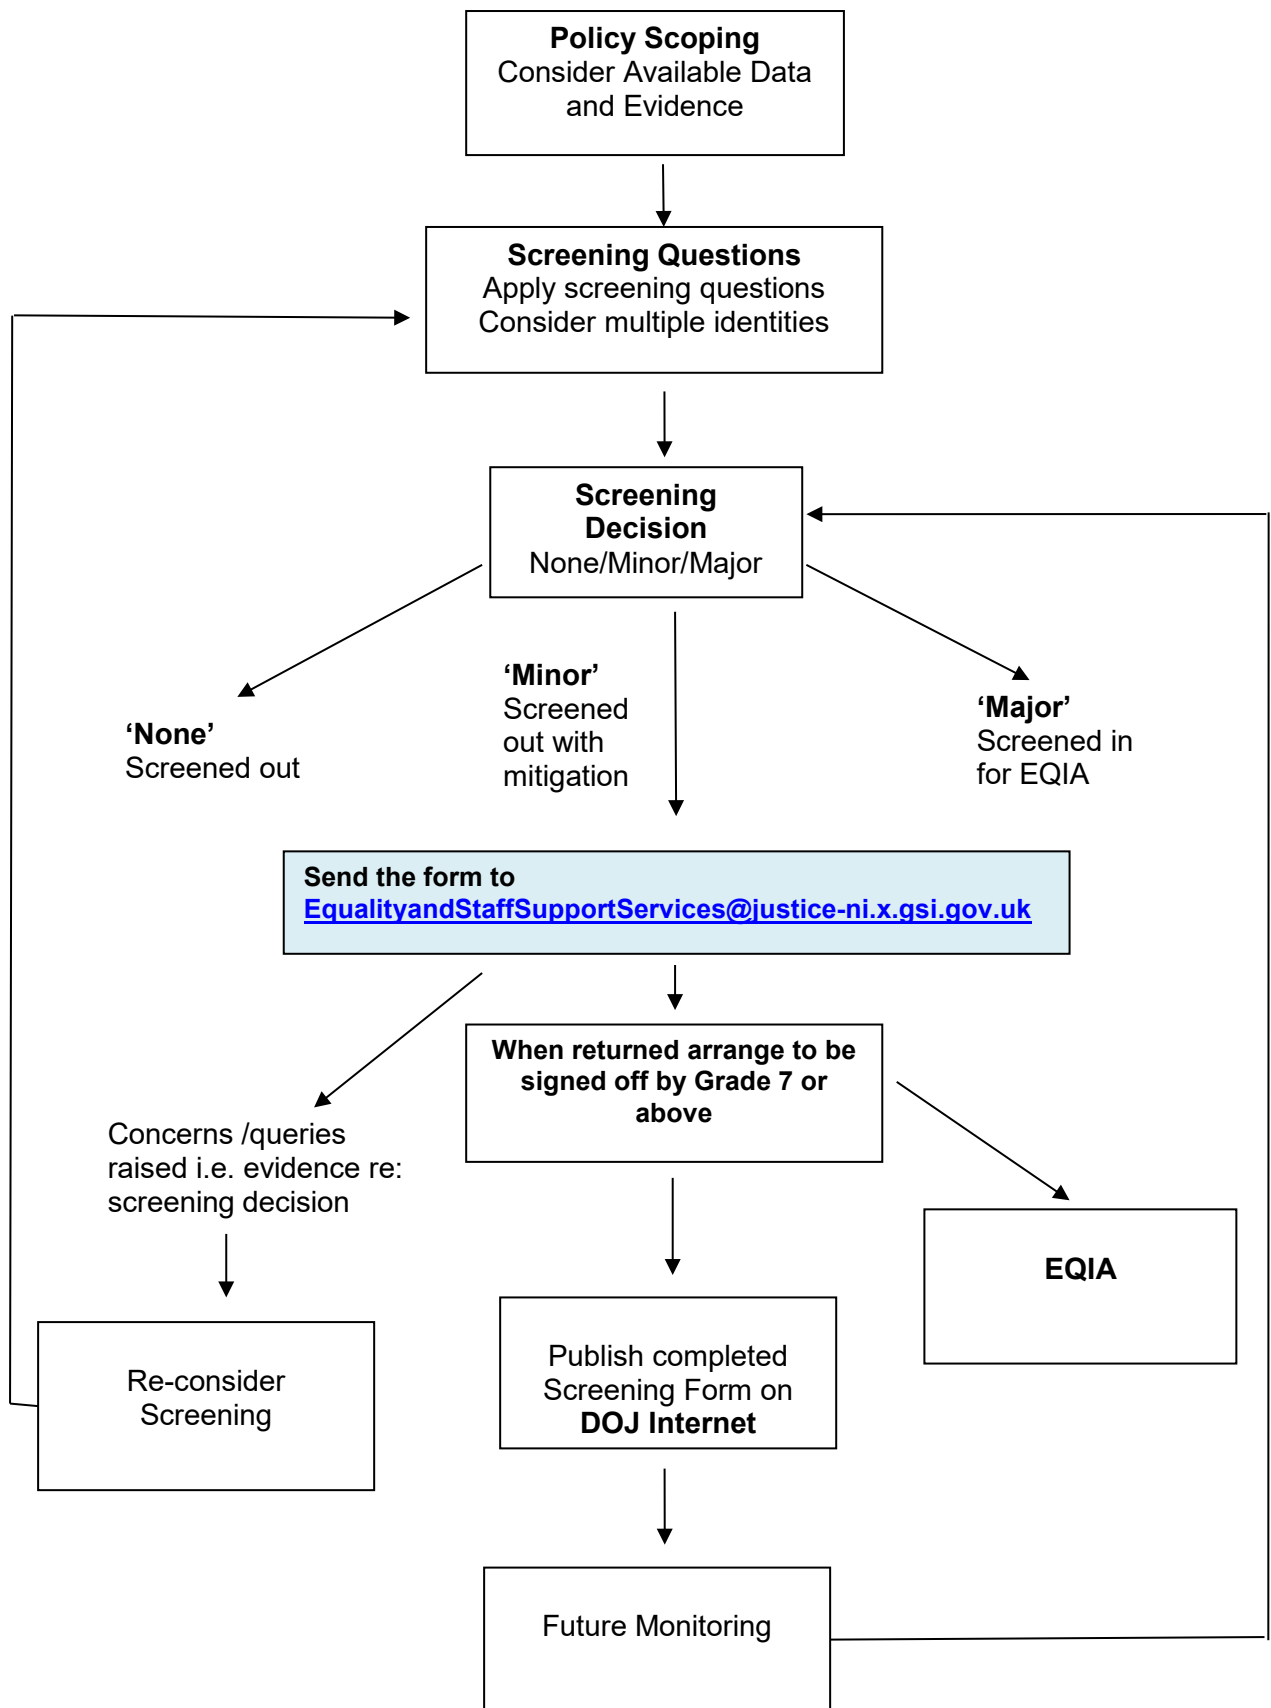 Policy Scoping
Consider Available Data
and Evidence
Screening Questions
Apply screening questions
Consider multiple identities
Screening
Decision
None/Minor/Major
‘None’
Screened out
‘Minor’
Screened
out with
mitigation
‘Major’
Screened in
for EQIA
Send the form to
EqualityandStaffSupportServices@justice-ni.x.gsi.gov.uk
Concerns /queries
raised i.e. evidence re:
screening decision
When returned arrange to be
signed off by Grade 7 or
above
EQIA
Re-consider
Screening
Publish completed
Screening Form on
DOJ Internet
Future Monitoring